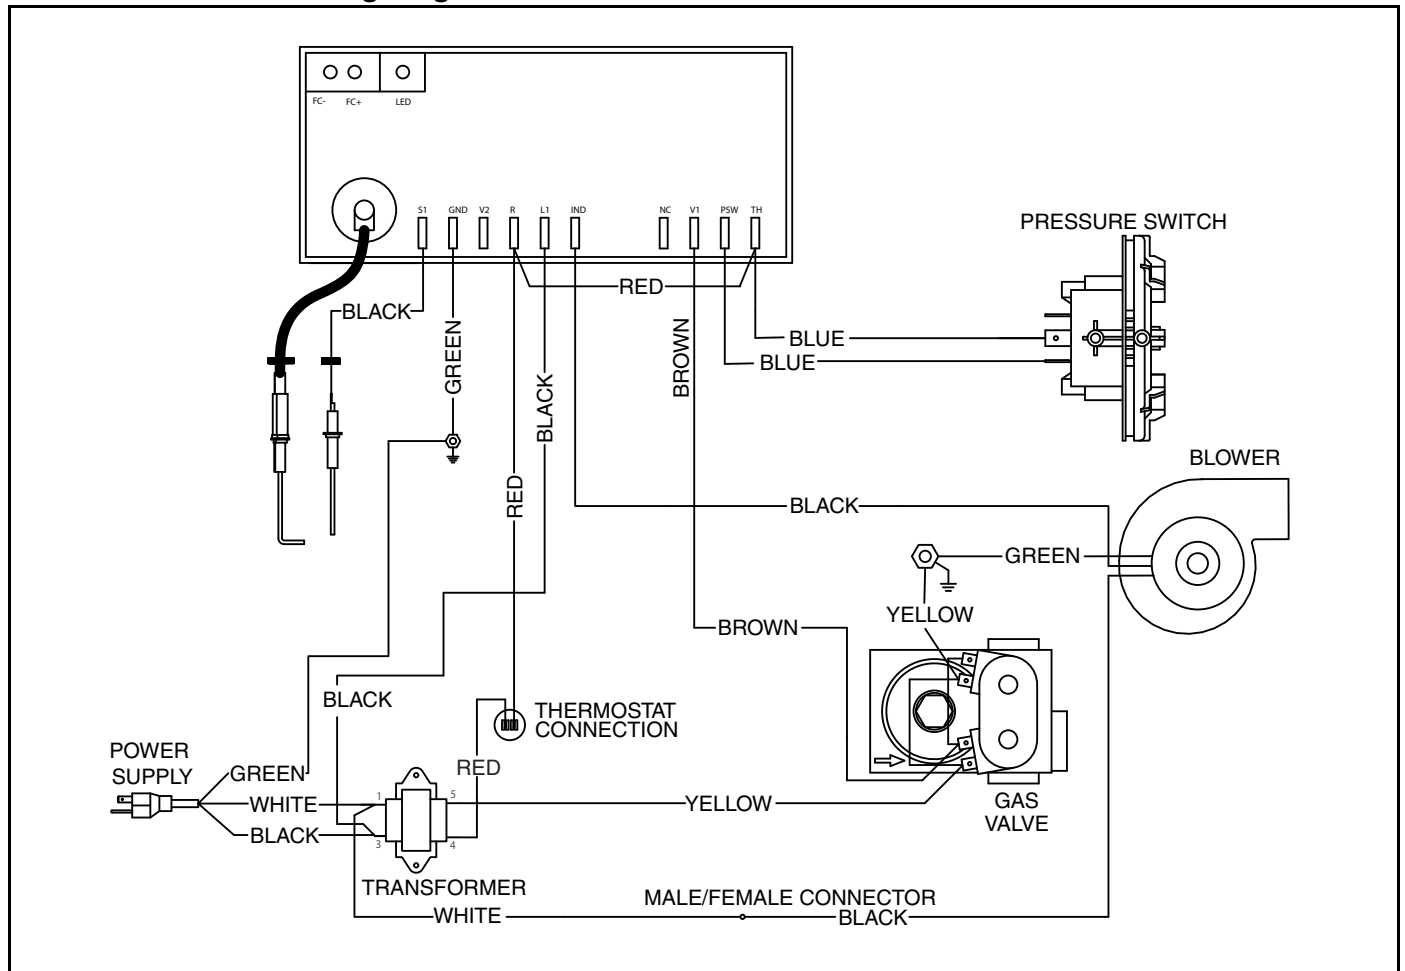 FC-
FC+
LED
S1
GND
V2
R
L1
IND
NC
V1
PSW
TH
PRESSURE SWITCH
RED
BLACK
BLUE
BLUE
GREEN
BROWN
BLACK
BLOWER
RED
BLACK
GREEN
YELLOW
BROWN
BLACK
THERMOSTAT
CONNECTION
POWER
SUPPLY
GREEN
RED
WHITE
1
5
YELLOW
GAS
VALVE
BLACK
3
4
TRANSFORMER
MALE/FEMALE CONNECTOR
WHITE
BLACK